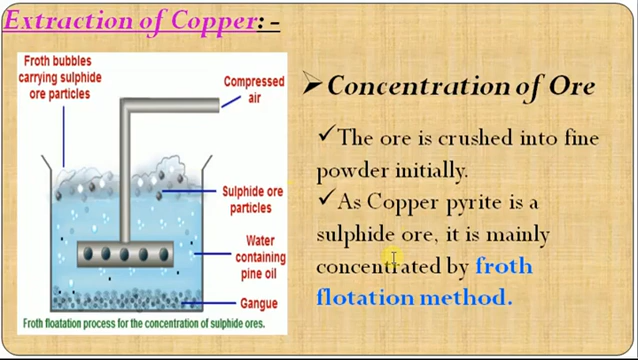 Extraction of Copper: -
Froth bubbles
carrying sulphide
ore particles
Compressed
air
Sulphide ore
particles
Water
containing
pine oil
Gangue
Froth floatation process for the concentration of sulphide ores.
➢Concentration of Ore
✓The ore is crushed into fine
powder initially.
✓As Copper pyrite is a
sulphide ore, it is mainly
concentrated by froth
flotation method.